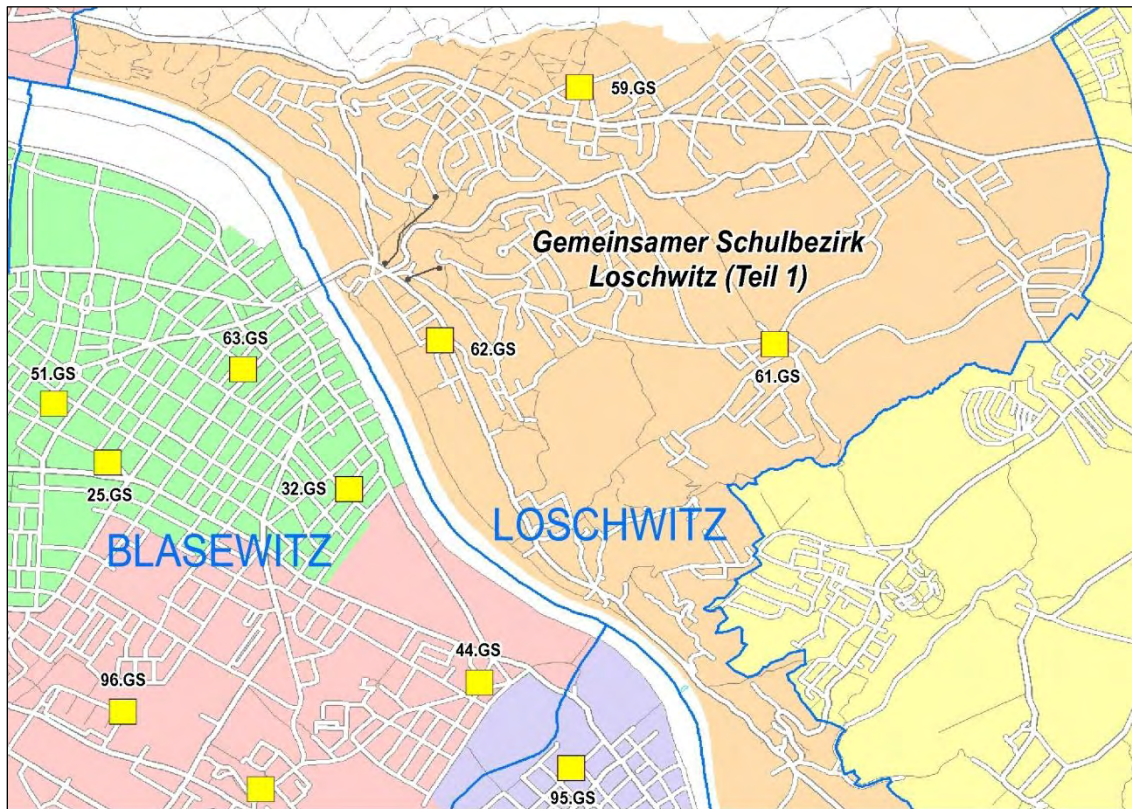 59.GS
Gemeinsamer Schulbezirk
Loschwitz (Teil 1)
63.GS
62.GS
51.GS
61.GS
25.GS
32.GS
LOSCHWITZ
BLASEWITZ
44.GS
96.GS
95.GS